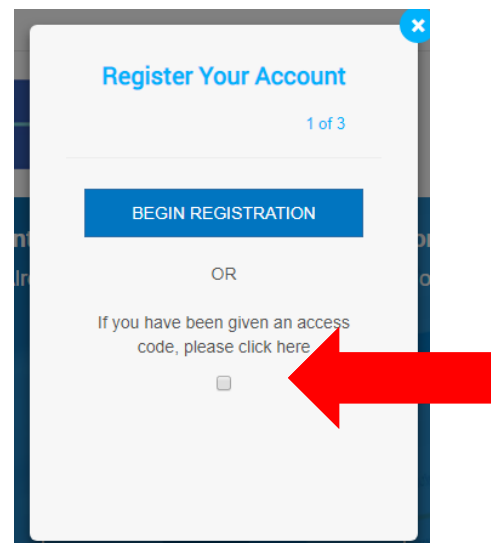 Register Your Account
1 of 3
BEGIN REGISTRATION
OR
If you have been given an access
code, please click here